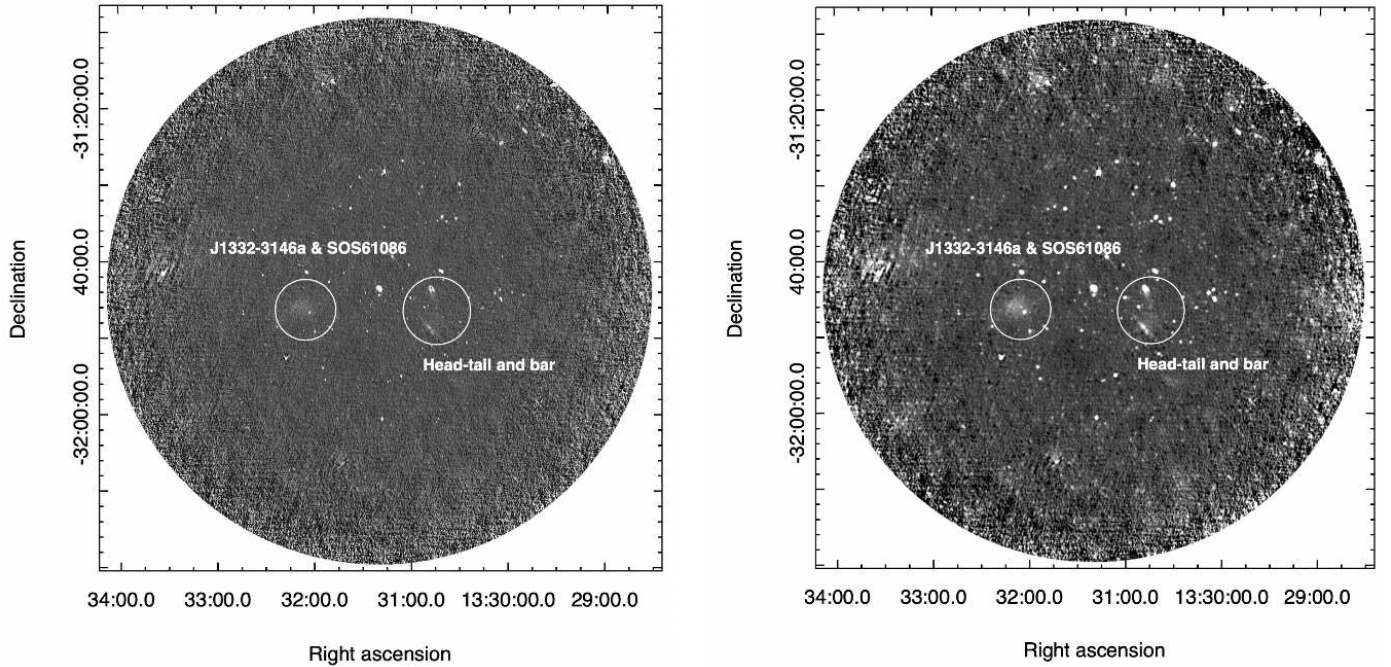 Declination
-31:20:00.0
40:00.0
-32:00:00.0
J1332-3146a & SOS61086
Head-tail and bar
34:00.0 33:00.0 32:00.0 31:00.0 13:30:00.0 29:00.0
Right ascension
Declination
-31:20:00.0
40:00.0
-32:00:00.0
J1332-3146a & SOS61086
Head-tail and bar
34:00.0 33:00.0 32:00.0 31:00.0 13:30:00.0 29:00.0
Right ascension